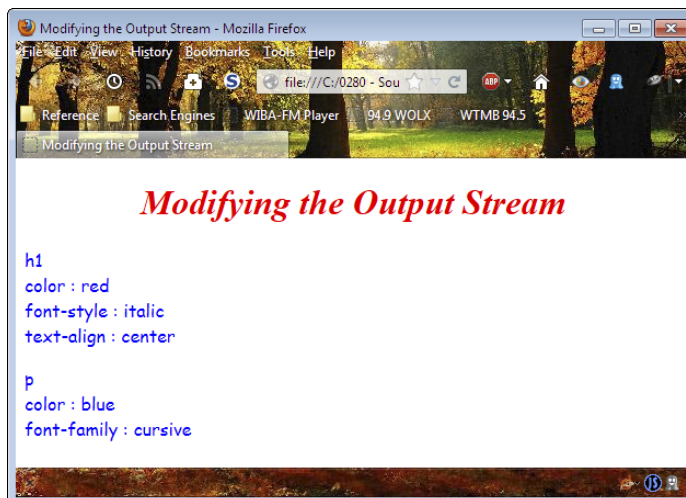 Modifying the Output Stream - Mozilla Firefox
File Edit View History Bookmarks Tools Help
S file:///C:/0280 - Sou C ABP
Reference Search Engines WIBA-FM Player 94.9 WOLX WTMB 94.5
Modifying the Output Stream
Modifying the Output Stream
h1
color : red
font-style : italic
text-align : center
p
color : blue
font-family : cursive
JS